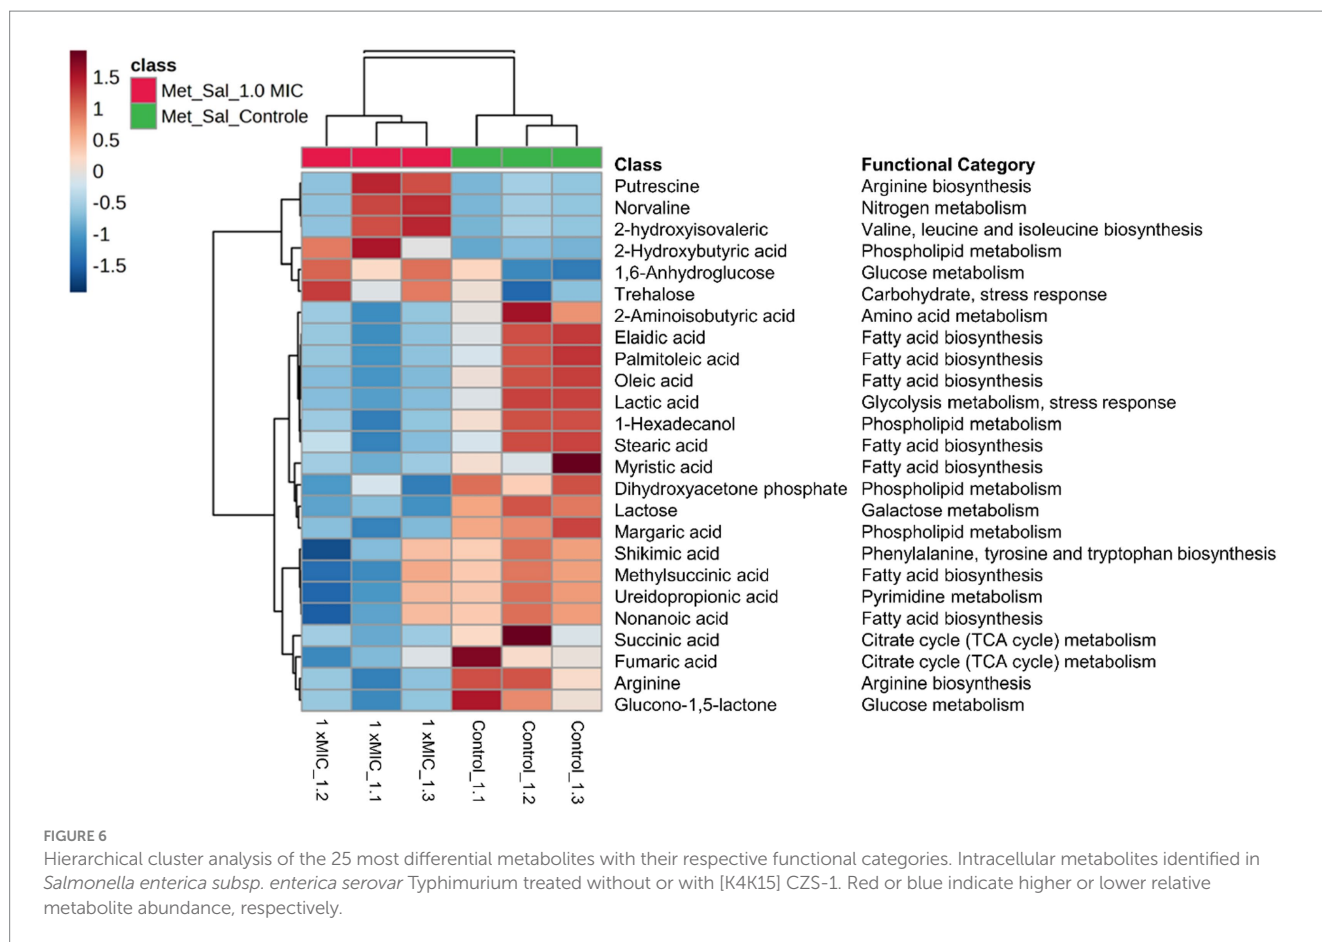 class
Met_Sal_1.0 MIC
Met_Sal_Controle
1.5
1
0.5
0
-0.5
-1
-1.5
Class Functional Category
Putrescine Arginine biosynthesis
Norvaline Nitrogen metabolism
2-hydroxyisovaleric Valine, leucine and isoleucine biosynthesis
2-Hydroxybutyric acid Phospholipid metabolism
1,6-Anhydroglucose Glucose metabolism
Trehalose Carbohydrate, stress response
2-Aminoisobutyric acid Amino acid metabolism
Elaidic acid Fatty acid biosynthesis
Palmitoleic acid Fatty acid biosynthesis
Oleic acid Fatty acid biosynthesis
Lactic acid Glycolysis metabolism, stress response
1-Hexadecanol Phospholipid metabolism
Stearic acid Fatty acid biosynthesis
Myristic acid Fatty acid biosynthesis
Dihydroxyacetone phosphate Phospholipid metabolism
Lactose Galactose metabolism
Margaric acid Phospholipid metabolism
Shikimic acid Phenylalanine, tyrosine and tryptophan biosynthesis
Methylsuccinic acid Fatty acid biosynthesis
Ureidopropionic acid Pyrimidine metabolism
Nonanoic acid Fatty acid biosynthesis
Succinic acid Citrate cycle (TCA cycle) metabolism
Fumaric acid Citrate cycle (TCA cycle) metabolism
Arginine Arginine biosynthesis
Glucono-1,5-lactone Glucose metabolism
1 xMIC_1.2
1 xMIC_1.1
1 xMIC_1.3
Control_1.1
Control_1.2
Control_1.3
FIGURE 6
Hierarchical cluster analysis of the 25 most differential metabolites with their respective functional categories. Intracellular metabolites identified in
Salmonella enterica subsp. enterica serovar Typhimurium treated without or with [K4K15] CZS-1. Red or blue indicate higher or lower relative
metabolite abundance, respectively.